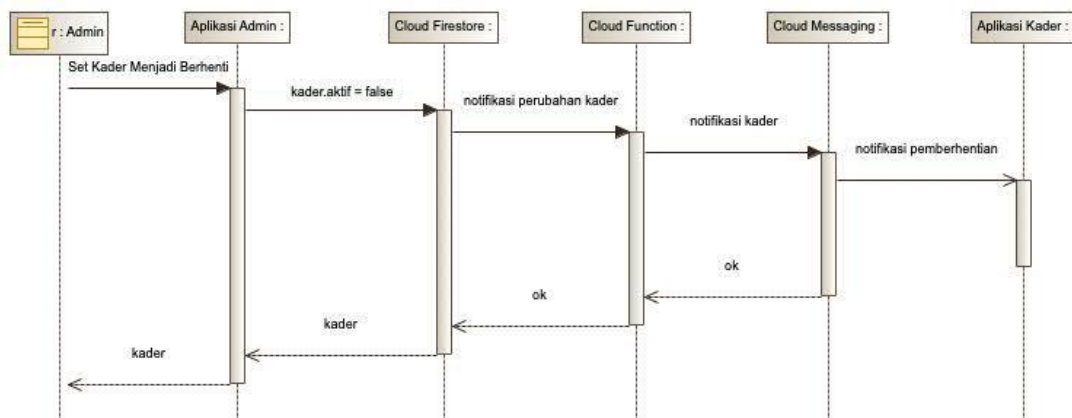 r : Admin
Aplikasi Admin :
Cloud Firestore :
Cloud Function :
Cloud Messaging :
Aplikasi Kader :
Set Kader Menjadi Berhenti
kader.aktif = false
notifikasi perubahan kader
notifikasi kader
notifikasi pemberhentian
ok
ok
kader
kader